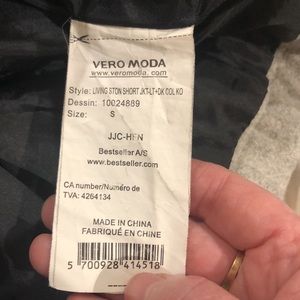 VERO MODA
www.veromoda.com
Style: LIVING STON SHORT JKT-LT+DK COL KO
Dessin: 10024889
Size: S
JJC-HFN
Bestseller A/S
www.bestseller.com
CA number/Numéro de
TVA: 4264134
MADE IN CHINA
FABRIQUÉ EN CHINE
5 700928 414518